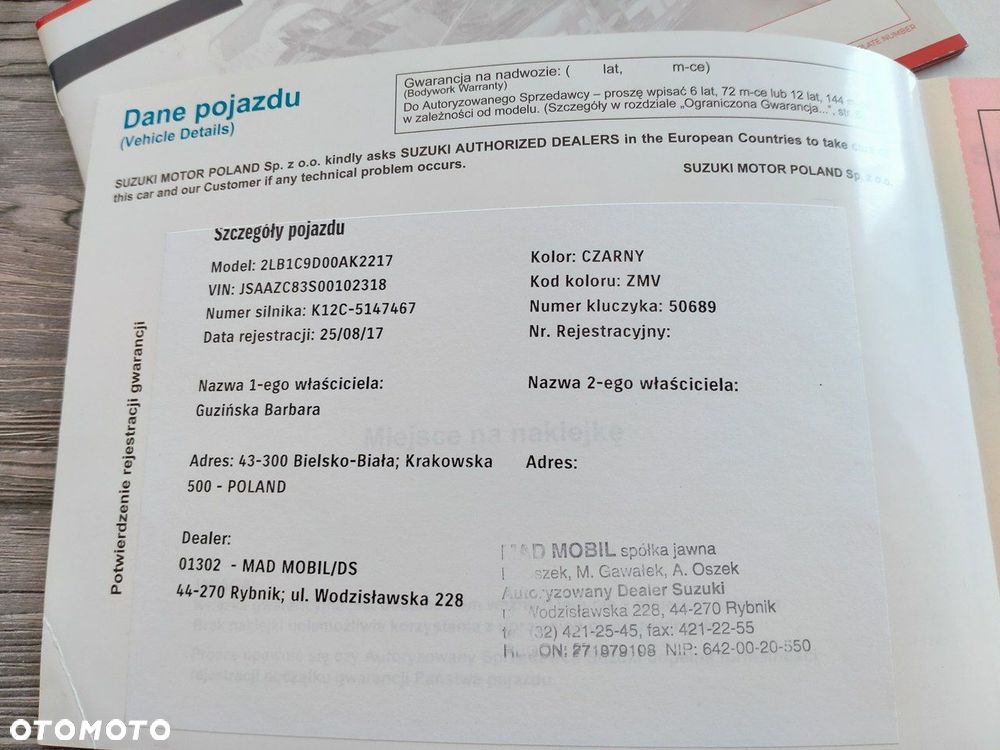 PLATE NUMBER
Dane pojazdu
(Vehicle Details)
Gwarancja na nadwozie: ( lat, m-ce)
(Bodywork Warranty)
Do Autoryzowanego Sprzedawcy – proszę wpisać 6 lat, 72 m-ce lub 12 lat, 144
w zależności od modelu. (Szczegóły w rozdziale „Ograniczona Gwarancja...”, str.
SUZUKI MOTOR POLAND Sp. z o.o. kindly asks SUZUKI AUTHORIZED DEALERS in the European Countries to take care of
this car and our Customer if any technical problem occurs.
SUZUKI MOTOR POLAND Sp. z o.o.
Szczegóły pojazdu
Model: 2LB1C9D00AK2217
VIN: JSAAZC83S00102318
Numer silnika: K12C-5147467
Data rejestracji: 25/08/17
Kolor: CZARNY
Kod koloru: ZMV
Numer kluczyka: 50689
Nr. Rejestracyjny:
Nazwa 1-ego właściciela:
Guzińska Barbara
Nazwa 2-ego właściciela:
Miejsce na naklejkę
Adres: 43-300 Bielsko-Biała; Krakowska
500 - POLAND
Adres:
Dealer:
01302 - MAD MOBIL/DS
44-270 Rybnik; ul. Wodzisławska 228
MAD MOBIL spółka jawna
M. Gawałek, A. Oszek
Autoryzowany Dealer Suzuki
Wodzisławska 228, 44-270 Rybnik
(32) 421-25-45, fax: 421-22-55
271979108 NIP: 642-00-20-550
Potwierdzenie rejestracji gwarancji
OTOMOTO